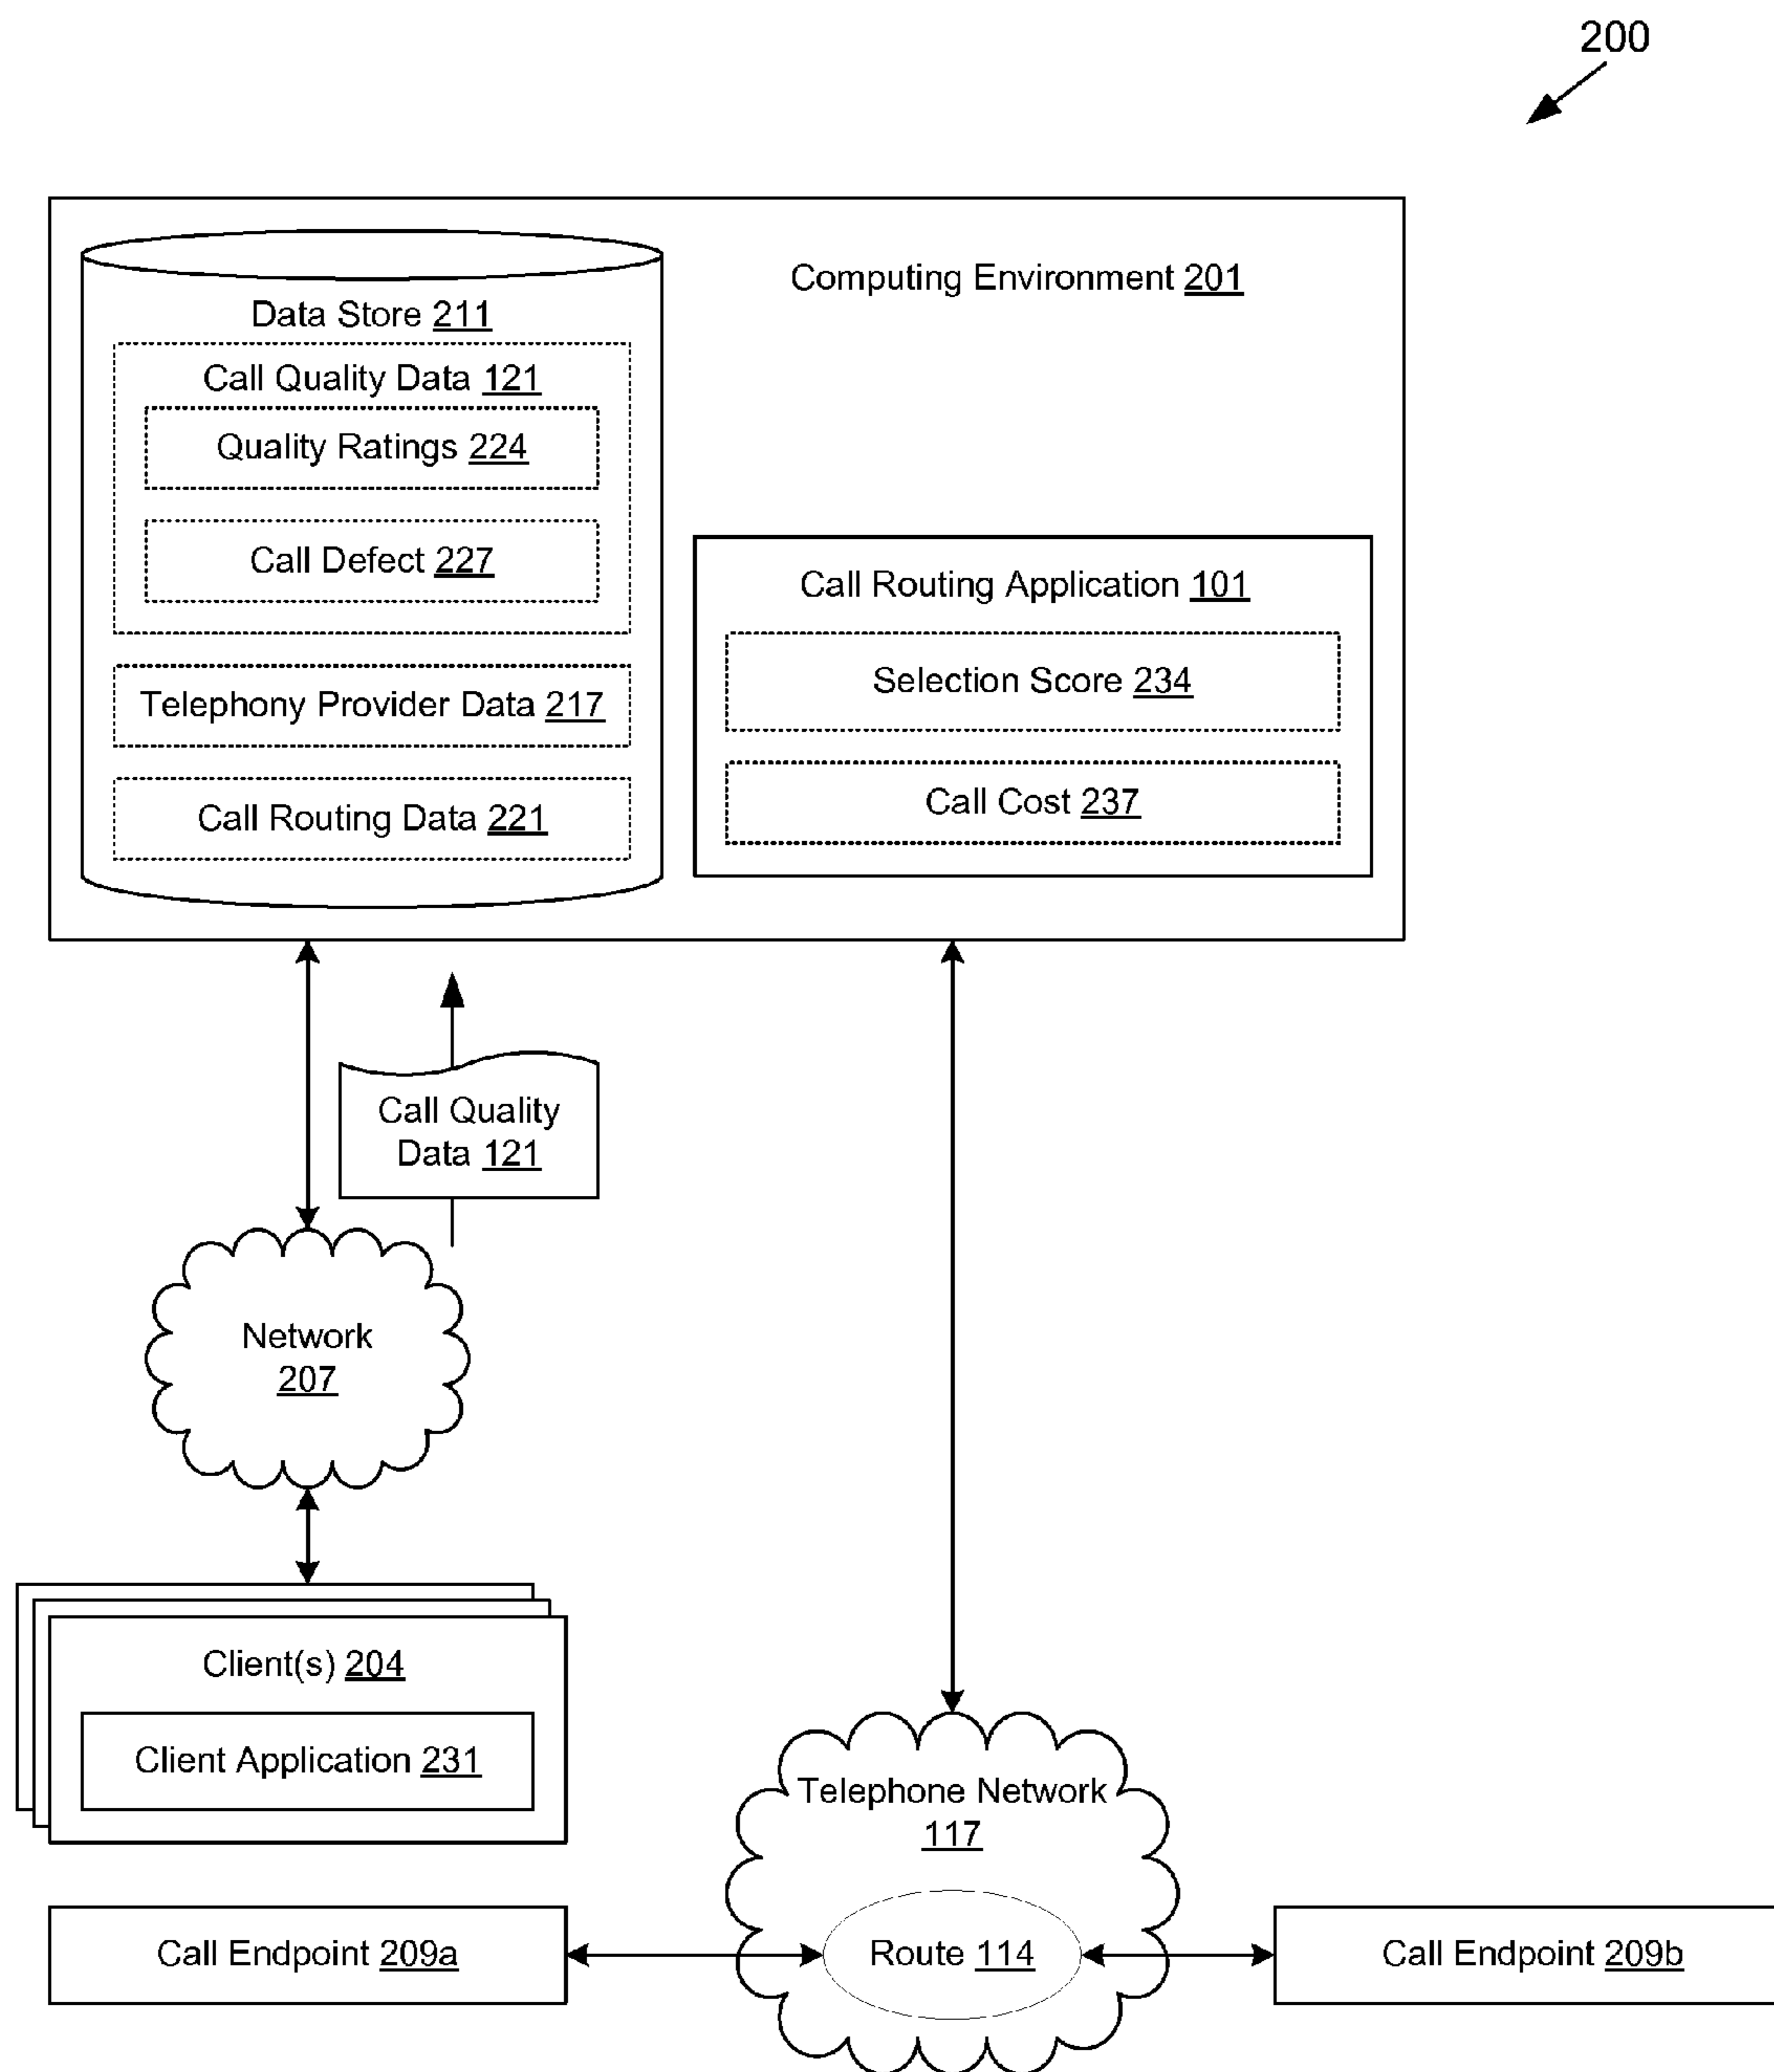 200
Computing Environment 201
Data Store 211
Call Quality Data 121
Quality Ratings 224
Call Defect 227
Telephony Provider Data 217
Call Routing Data 221
Call Routing Application 101
Selection Score 234
Call Cost 237
Call Quality
Data 121
Network
207
Client(s) 204
Client Application 231
Telephone Network
117
Call Endpoint 209a
Route 114
Call Endpoint 209b